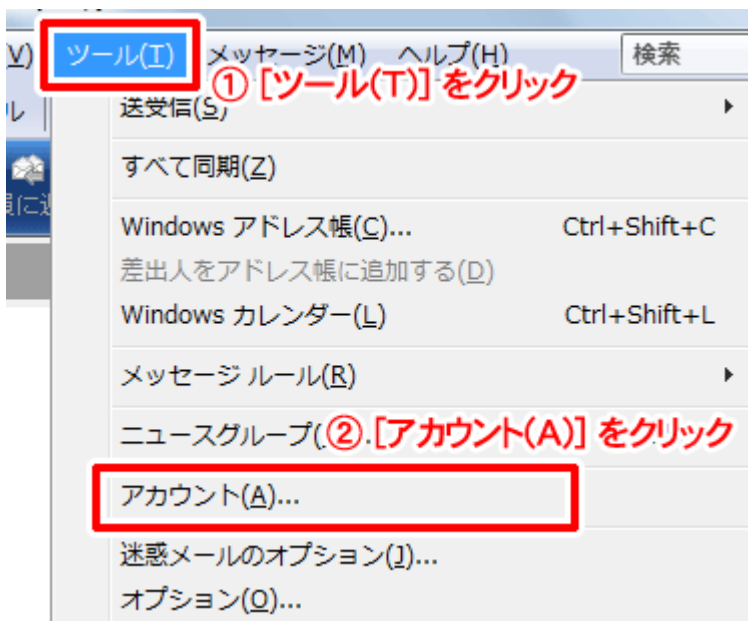 (V) ツール(T) メッセージ(M) ヘルプ(H) 検索
① [ツール(T)] をクリック
送受信(S)
すべて同期(Z)
Windows アドレス帳(C)... Ctrl+Shift+C
差出人をアドレス帳に追加する(D)
Windows カレンダー(L) Ctrl+Shift+L
メッセージ ルール(R)
ニュースグループ(
② [アカウント(A)] をクリック
アカウント(A)...
迷惑メールのオプション(J)...
オプション(O)...